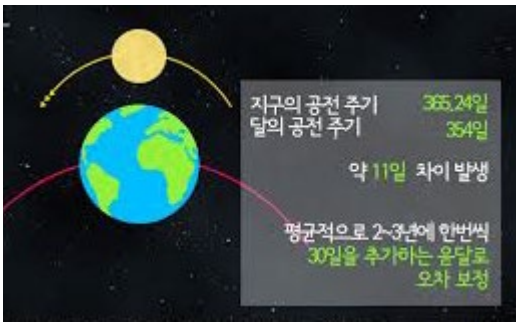 지구의 공전 주기 365.24일
달의 공전 주기 354일
약 11일 차이 발생
평균적으로 2~3년에 한번씩
30일을 추가하는 윤달로
오차 보정